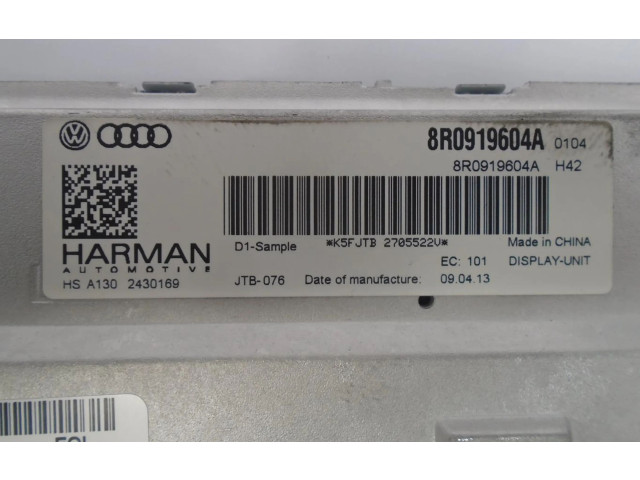 8R0919604A 0104
8R0919604A H42
HARMAN
AUTOMOTIVE
HS A130 2430169
D1-Sample *K5FJTB 2705522V* Made in CHINA
EC: 101 DISPLAY-UNIT
JTB-076 Date of manufacture: 09.04.13